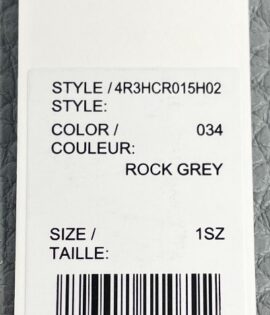 STYLE / 4R3HCR015H02
STYLE:
COLOR / 034
COULEUR:
ROCK GREY
SIZE / 1SZ
TAILLE: